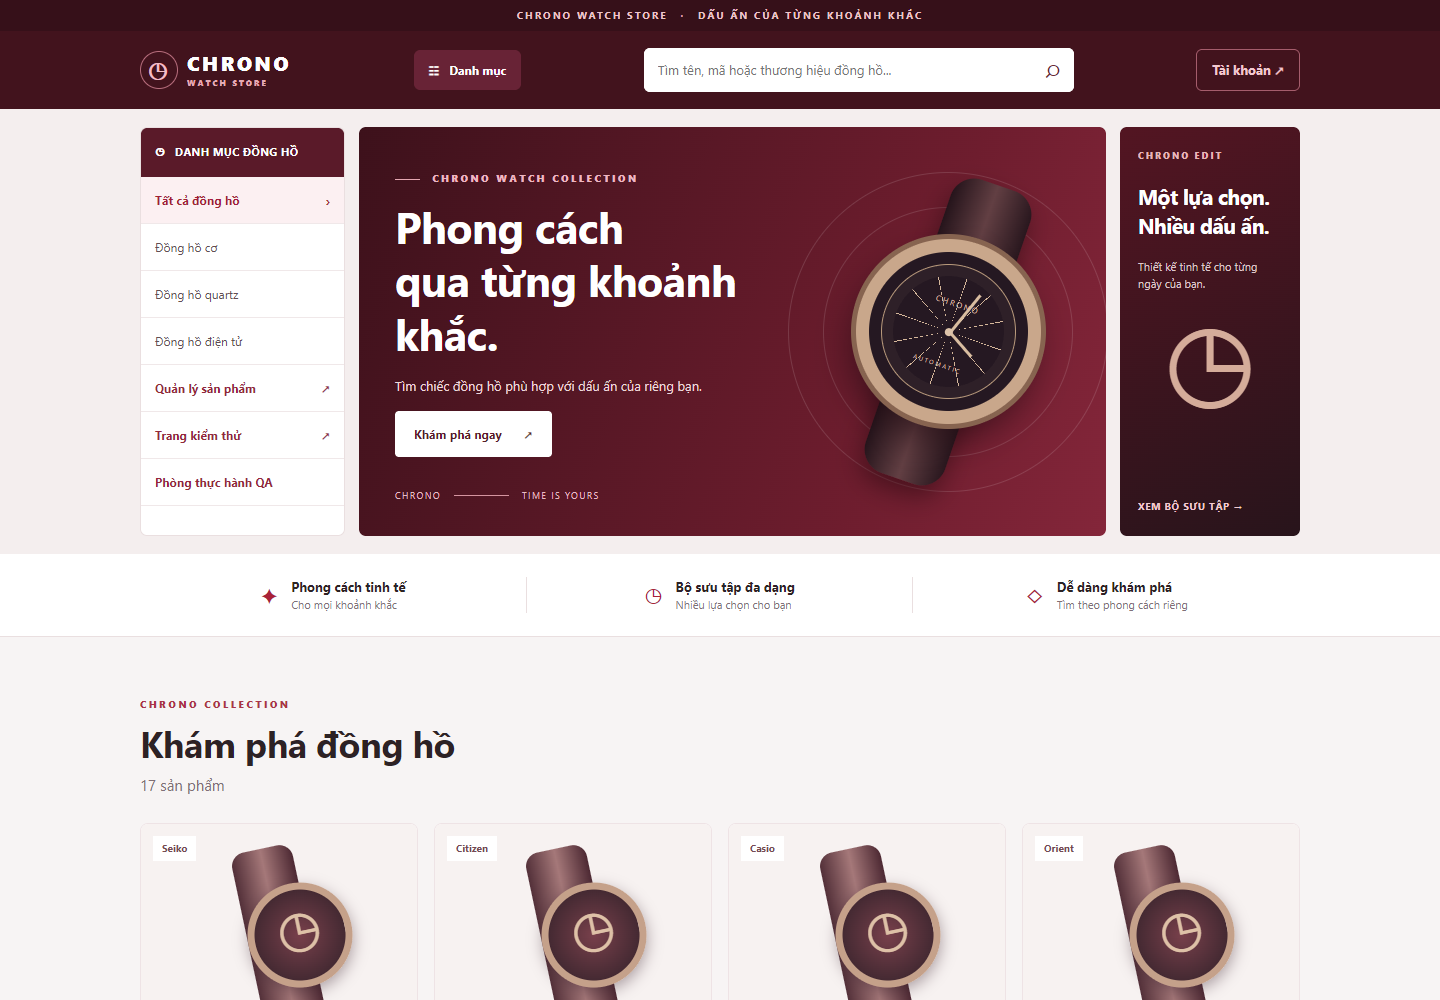 CHRONO WATCH STORE · DẤU ẤN CỦA TỪNG KHOẢNH KHẮC
CHRONO
WATCH STORE
Danh mục
Tìm tên, mã hoặc thương hiệu đồng hồ...
Tài khoản ↗
DANH MỤC ĐỒNG HỒ
Tất cả đồng hồ ›
Đồng hồ cơ
Đồng hồ quartz
Đồng hồ điện tử
Quản lý sản phẩm ↗
Trang kiểm thử ↗
Phòng thực hành QA
CHRONO WATCH COLLECTION
Phong cách
qua từng khoảnh
khắc.
Tìm chiếc đồng hồ phù hợp với dấu ấn của riêng bạn.
Khám phá ngay ↗
CHRONO
TIME IS YOURS
CHRONO
AUTOMATIC
CHRONO EDIT
Một lựa chọn.
Nhiều dấu ấn.
Thiết kế tinh tế cho từng
ngày của bạn.
XEM BỘ SƯU TẬP →
Phong cách tinh tế
Cho mọi khoảnh khắc
Bộ sưu tập đa dạng
Nhiều lựa chọn cho bạn
Dễ dàng khám phá
Tìm theo phong cách riêng
CHRONO COLLECTION
Khám phá đồng hồ
17 sản phẩm
Seiko
Citizen
Casio
Orient